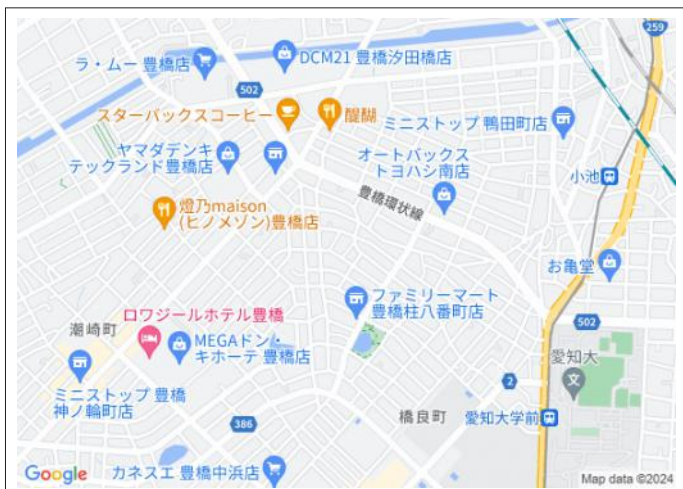 259
ラ・ムー 豊橋店
DCM21 豊橋汐田橋店
502
スターバックスコーヒー
醍醐
ミニストップ 鴨田町店
ヤマダデンキ
テックランド豊橋店
オートバックス
トヨハシ南店
小池
豊橋環状線
燈乃maison
(ヒノメゾン)豊橋店
お亀堂
ファミリーマート
豊橋柱八番町店
ロワジールホテル豊橋
潮崎町
502
MEGAドン・
キホーテ 豊橋店
愛知大
2
ミニストップ 豊橋
神ノ輪町店
橋良町
愛知大学前
386
カネスエ 豊橋中浜店
Google
Map data ©2024